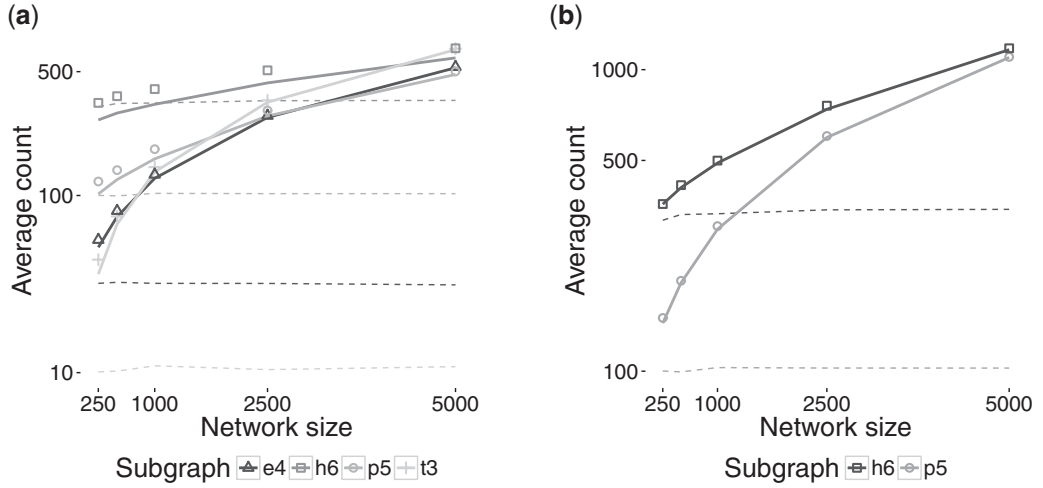 (a)
Average count
500
100
10
250 1000 2500 5000
Network size
Subgraph e4 h6 p5 t3
(b)
Average count
1000
500
100
250 1000 2500 5000
Network size
Subgraph h6 p5